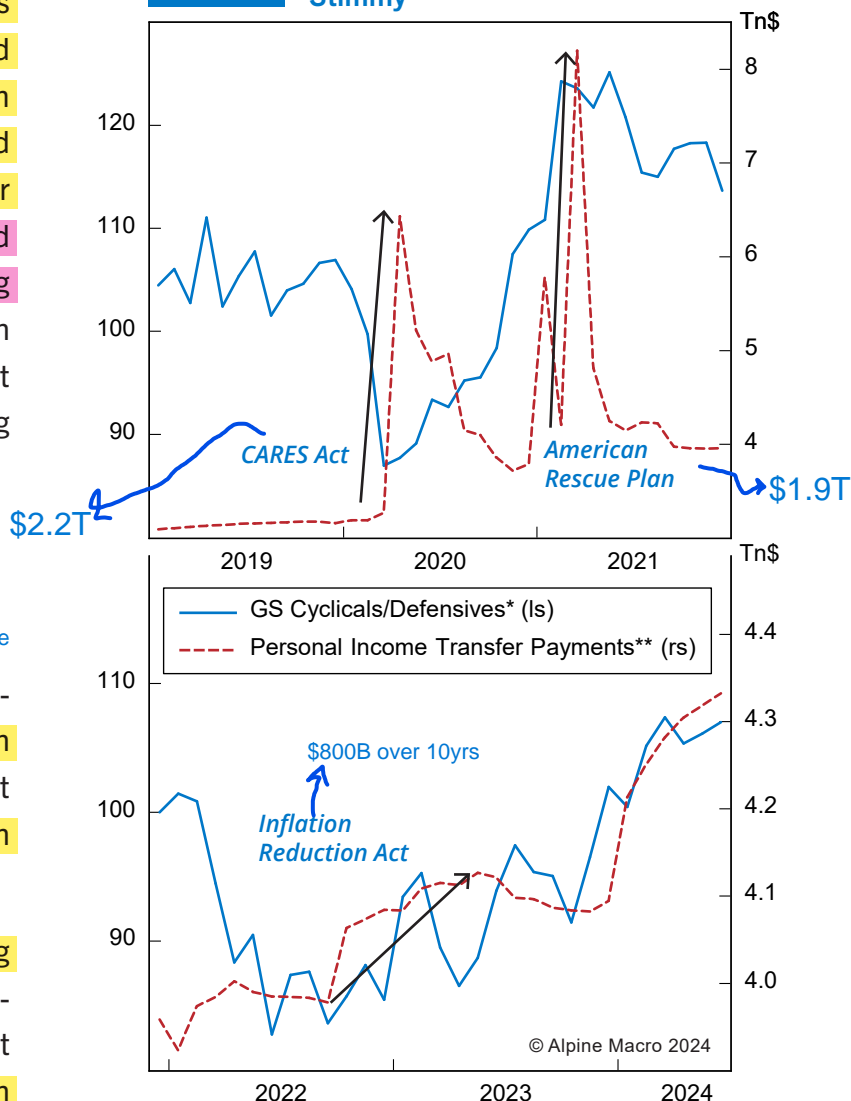 Stimmy
Tn$
s
d
n
d
r
d
g
n
t
g
120
110
100
90
8
7
6
5
4
CARES Act
American
Rescue Plan
$2.2T
$1.9T
2019 2020 2021
Tn$
GS Cyclicals/Defensives* (ls)
Personal Income Transfer Payments** (rs)
e
-
n
t
n
g
-
t
n
110
100
90
4.4
4.3
4.2
4.1
4.0
$800B over 10yrs
Inflation
Reduction Act
© Alpine Macro 2024
2022 2023 2024